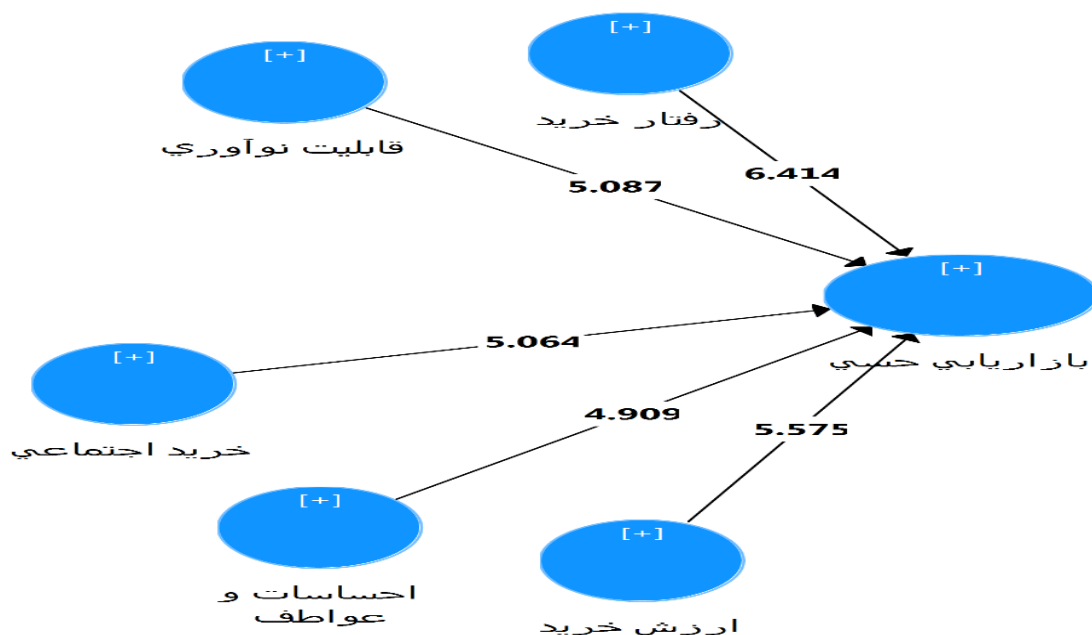 [+]
رفتار خريد
[+]
قابليت نوآوري
6.414
5.087
[+]
بازاريابي حسي
5.064
[+]
خريد اجتماعي
4.909
5.575
[+]
احساسات و
عواطف
[+]
ارزش خريد